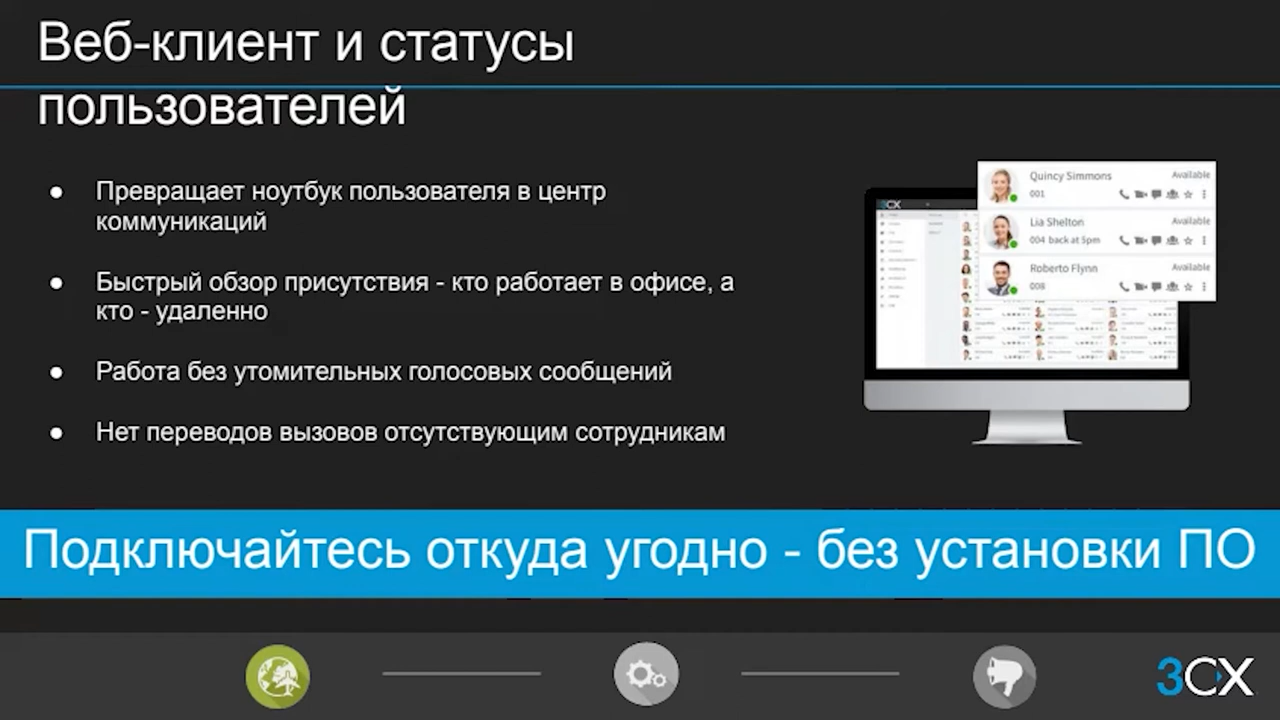 Веб-клиент и статусы
пользователей
● Превращает ноутбук пользователя в центр
коммуникаций
● Быстрый обзор присутствия - кто работает в офисе, а
кто - удаленно
● Работа без утомительных голосовых сообщений
● Нет переводов вызовов отсутствующим сотрудникам
Quincy Simmons Available
001
Lia Shelton Available
004 back at 5pm
Roberto Flynn Available
008
3CX
Подключайтесь откуда угодно - без установки ПО
3CX